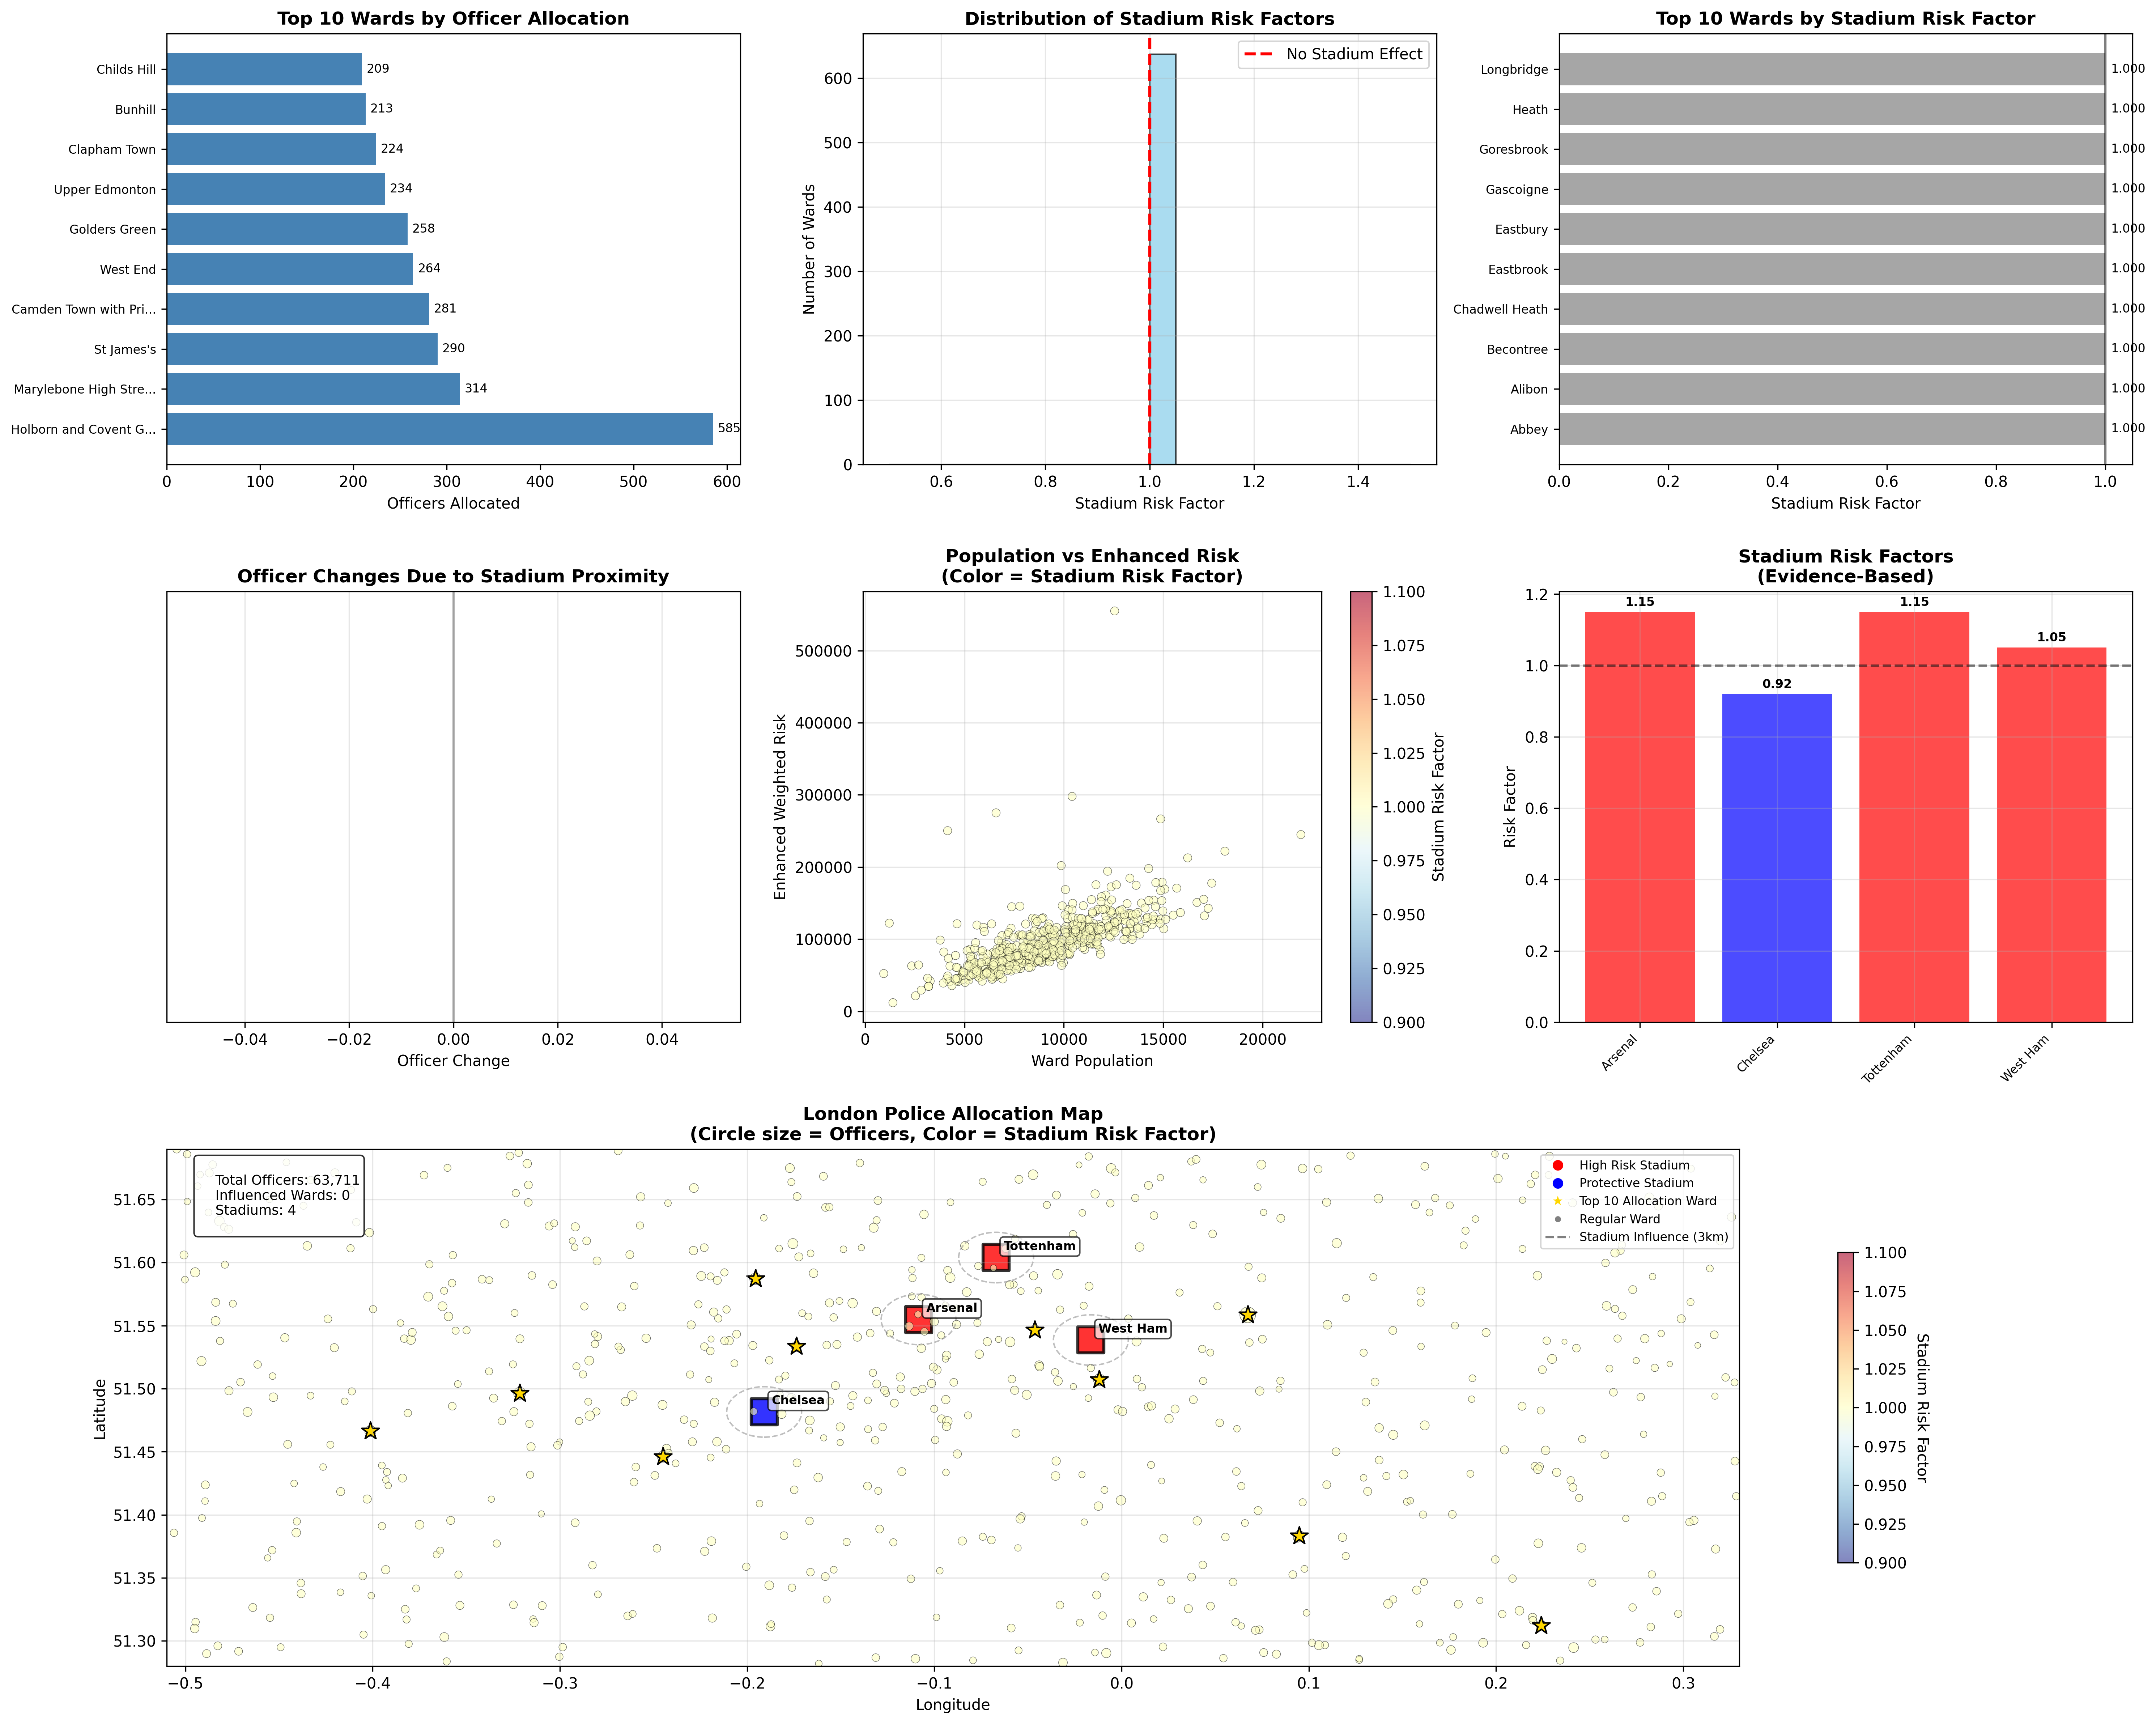 Top 10 Wards by Officer Allocation
Childs Hill
Bunhill
Clapham Town
Upper Edmonton
Golders Green
West End
Camden Town with Pri...
St James's
Marylebone High Stre...
Holborn and Covent G...
209
213
224
234
258
264
281
290
314
585
0 100 200 300 400 500 600
Officers Allocated
Distribution of Stadium Risk Factors
No Stadium Effect
Number of Wards
600
500
400
300
200
100
0
0.6 0.8 1.0 1.2 1.4
Stadium Risk Factor
Top 10 Wards by Stadium Risk Factor
Longbridge
Heath
Goresbrook
Gascoigne
Eastbury
Eastbrook
Chadwell Heath
Becontree
Alibon
Abbey
1.000
1.000
1.000
1.000
1.000
1.000
1.000
1.000
1.000
1.000
0.0 0.2 0.4 0.6 0.8 1.0
Stadium Risk Factor
Officer Changes Due to Stadium Proximity
−0.04 −0.02 0.00 0.02 0.04
Officer Change
Population vs Enhanced Risk
(Color = Stadium Risk Factor)
Enhanced Weighted Risk
500000
400000
300000
200000
100000
0
0 5000 10000 15000 20000
Ward Population
1.100
1.075
1.050
1.025
1.000
0.975
0.950
0.925
0.900
Stadium Risk Factor
Stadium Risk Factors
(Evidence-Based)
Risk Factor
1.2
1.0
0.8
0.6
0.4
0.2
0.0
1.15
0.92
1.15
1.05
Arsenal
Chelsea
Tottenham
West Ham
London Police Allocation Map
(Circle size = Officers, Color = Stadium Risk Factor)
Total Officers: 63,711
Influenced Wards: 0
Stadiums: 4
High Risk Stadium
Protective Stadium
Top 10 Allocation Ward
Regular Ward
Stadium Influence (3km)
Tottenham
Arsenal
West Ham
Chelsea
Latitude
51.65
51.60
51.55
51.50
51.45
51.40
51.35
51.30
−0.5 −0.4 −0.3 −0.2 −0.1 0.0 0.1 0.2 0.3
Longitude
1.100
1.075
1.050
1.025
1.000
0.975
0.950
0.925
0.900
Stadium Risk Factor